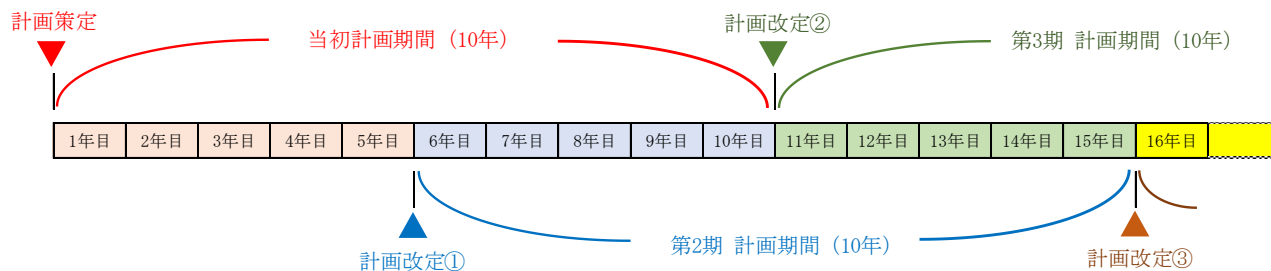 計画策定
計画改定②
当初計画期間（10年）
第3期 計画期間（10年）
1年目 2年目 3年目 4年目 5年目 6年目 7年目 8年目 9年目 10年目 11年目 12年目 13年目 14年目 15年目 16年目
第2期 計画期間（10年）
計画改定①
計画改定③